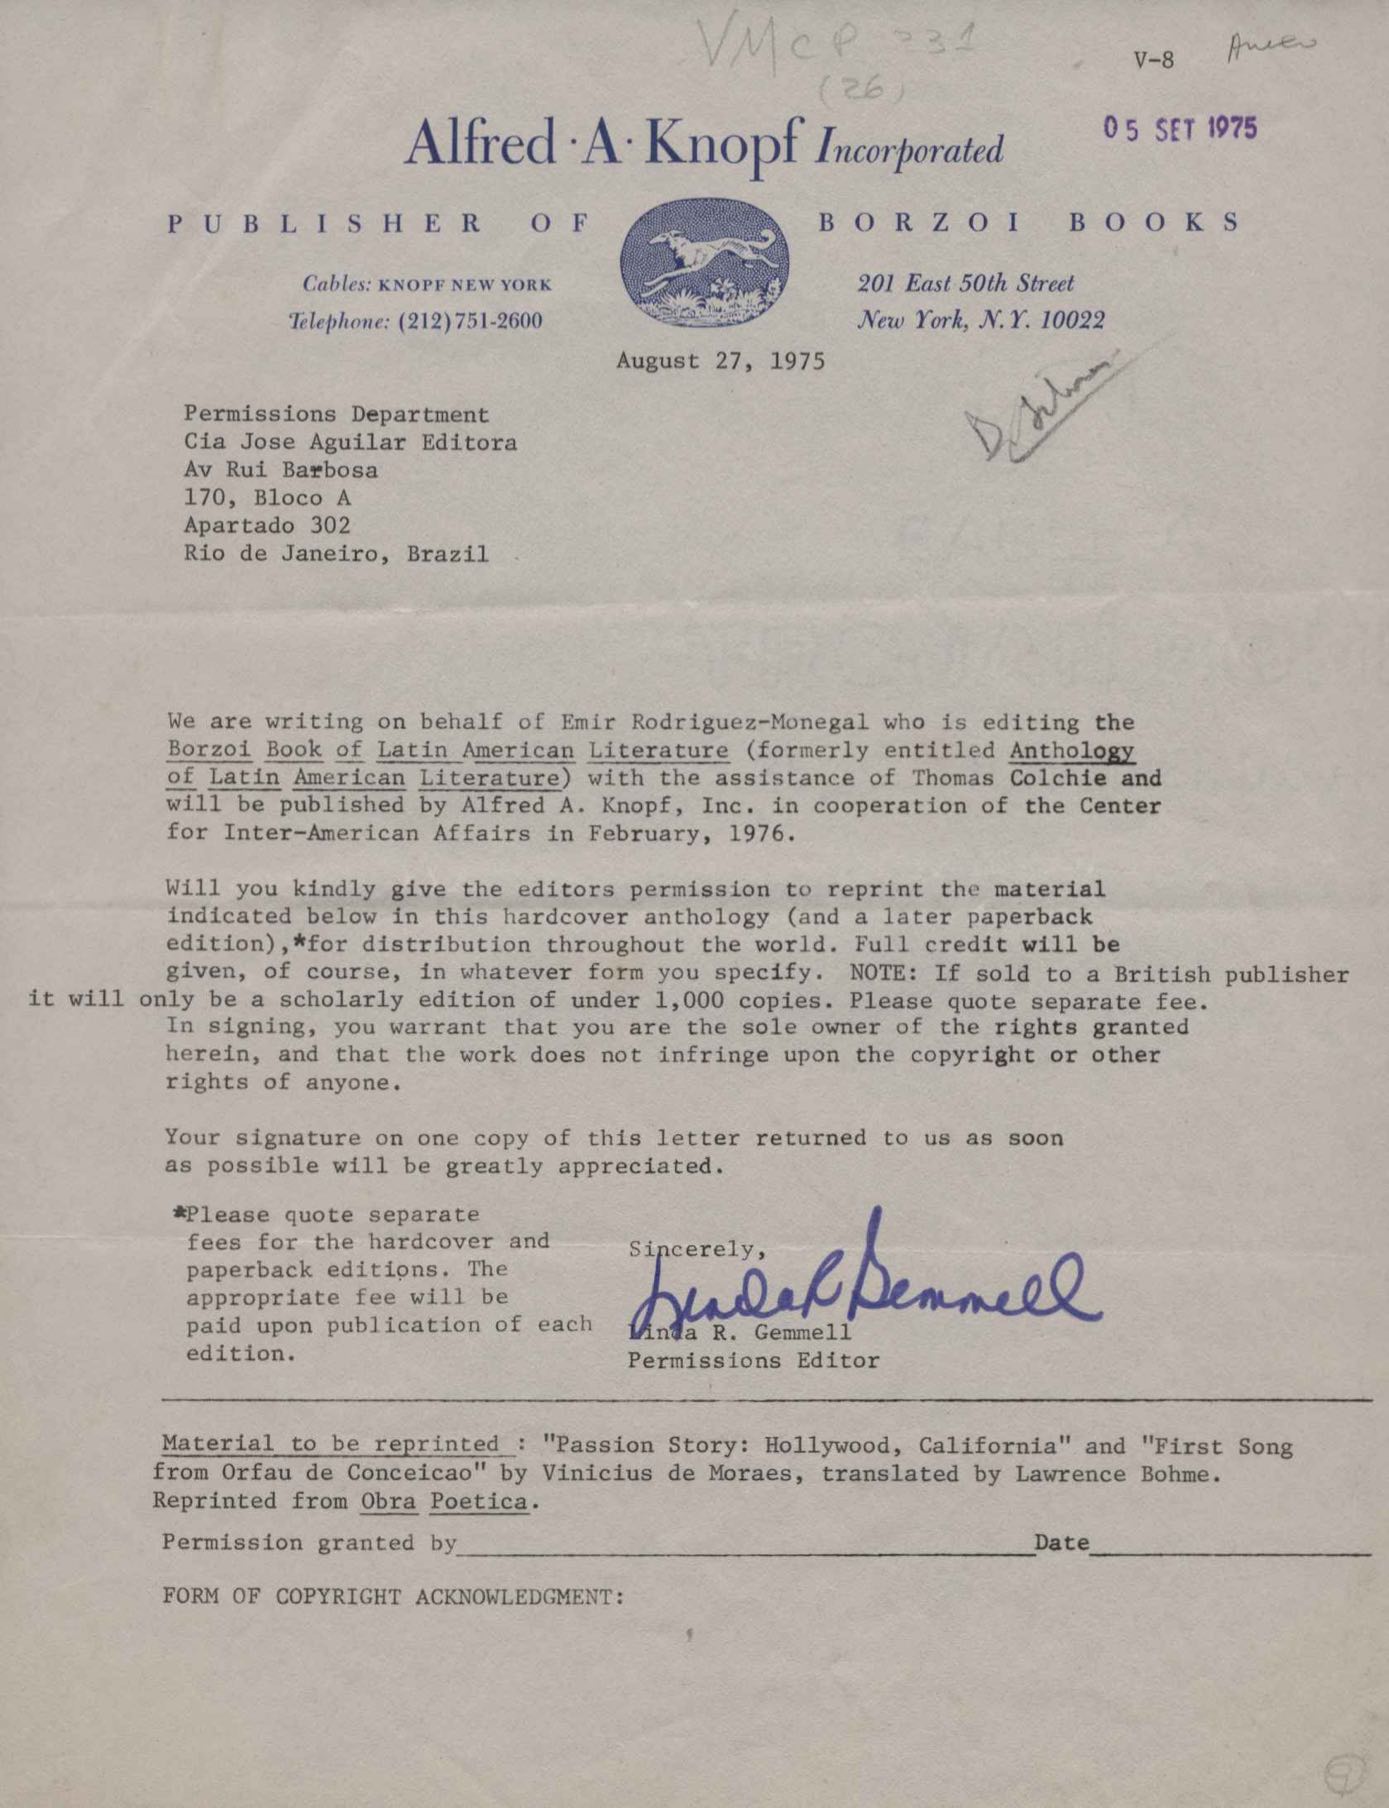 VMcP 231
(26)
V-8
Anexo
05 SET 1975
Alfred · A · Knopf Incorporated
PUBLISHER OF BORZOI BOOKS
Cables: KNOPF NEW YORK
Telephone: (212) 751-2600
201 East 50th Street
New York, N.Y. 10022
August 27, 1975
Permissions Department
Cia Jose Aguilar Editora
Av Rui Barbosa
170, Bloco A
Apartado 302
Rio de Janeiro, Brazil
We are writing on behalf of Emir Rodriguez-Monegal who is editing the
Borzoi Book of Latin American Literature (formerly entitled Anthology
of Latin American Literature) with the assistance of Thomas Colchie and
will be published by Alfred A. Knopf, Inc. in cooperation of the Center
for Inter-American Affairs in February, 1976.
Will you kindly give the editors permission to reprint the material
indicated below in this hardcover anthology (and a later paperback
edition),*for distribution throughout the world. Full credit will be
given, of course, in whatever form you specify. NOTE: If sold to a British publisher
it will only be a scholarly edition of under 1,000 copies. Please quote separate fee.
In signing, you warrant that you are the sole owner of the rights granted
herein, and that the work does not infringe upon the copyright or other
rights of anyone.
Your signature on one copy of this letter returned to us as soon
as possible will be greatly appreciated.
*Please quote separate
fees for the hardcover and
paperback editions. The
appropriate fee will be
paid upon publication of each
edition.
Sincerely,
Linda R Gemmell
Linda R. Gemmell
Permissions Editor
Material to be reprinted : "Passion Story: Hollywood, California" and "First Song
from Orfau de Conceicao" by Vinicius de Moraes, translated by Lawrence Bohme.
Reprinted from Obra Poetica.
Permission granted by Date
FORM OF COPYRIGHT ACKNOWLEDGMENT: